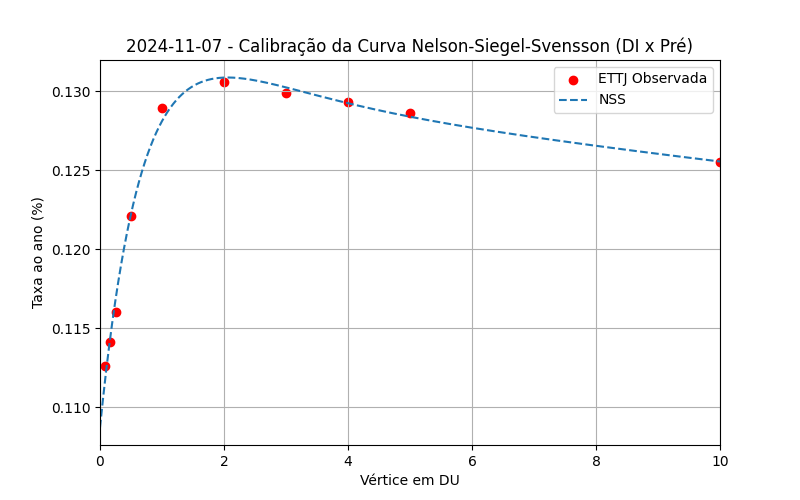 2024-11-07 - Calibração da Curva Nelson-Siegel-Svensson (DI x Pré)
ETTJ Observada
NSS
Taxa ao ano (%)
0.130
0.125
0.120
0.115
0.110
0 2 4 6 8 10
Vértice em DU